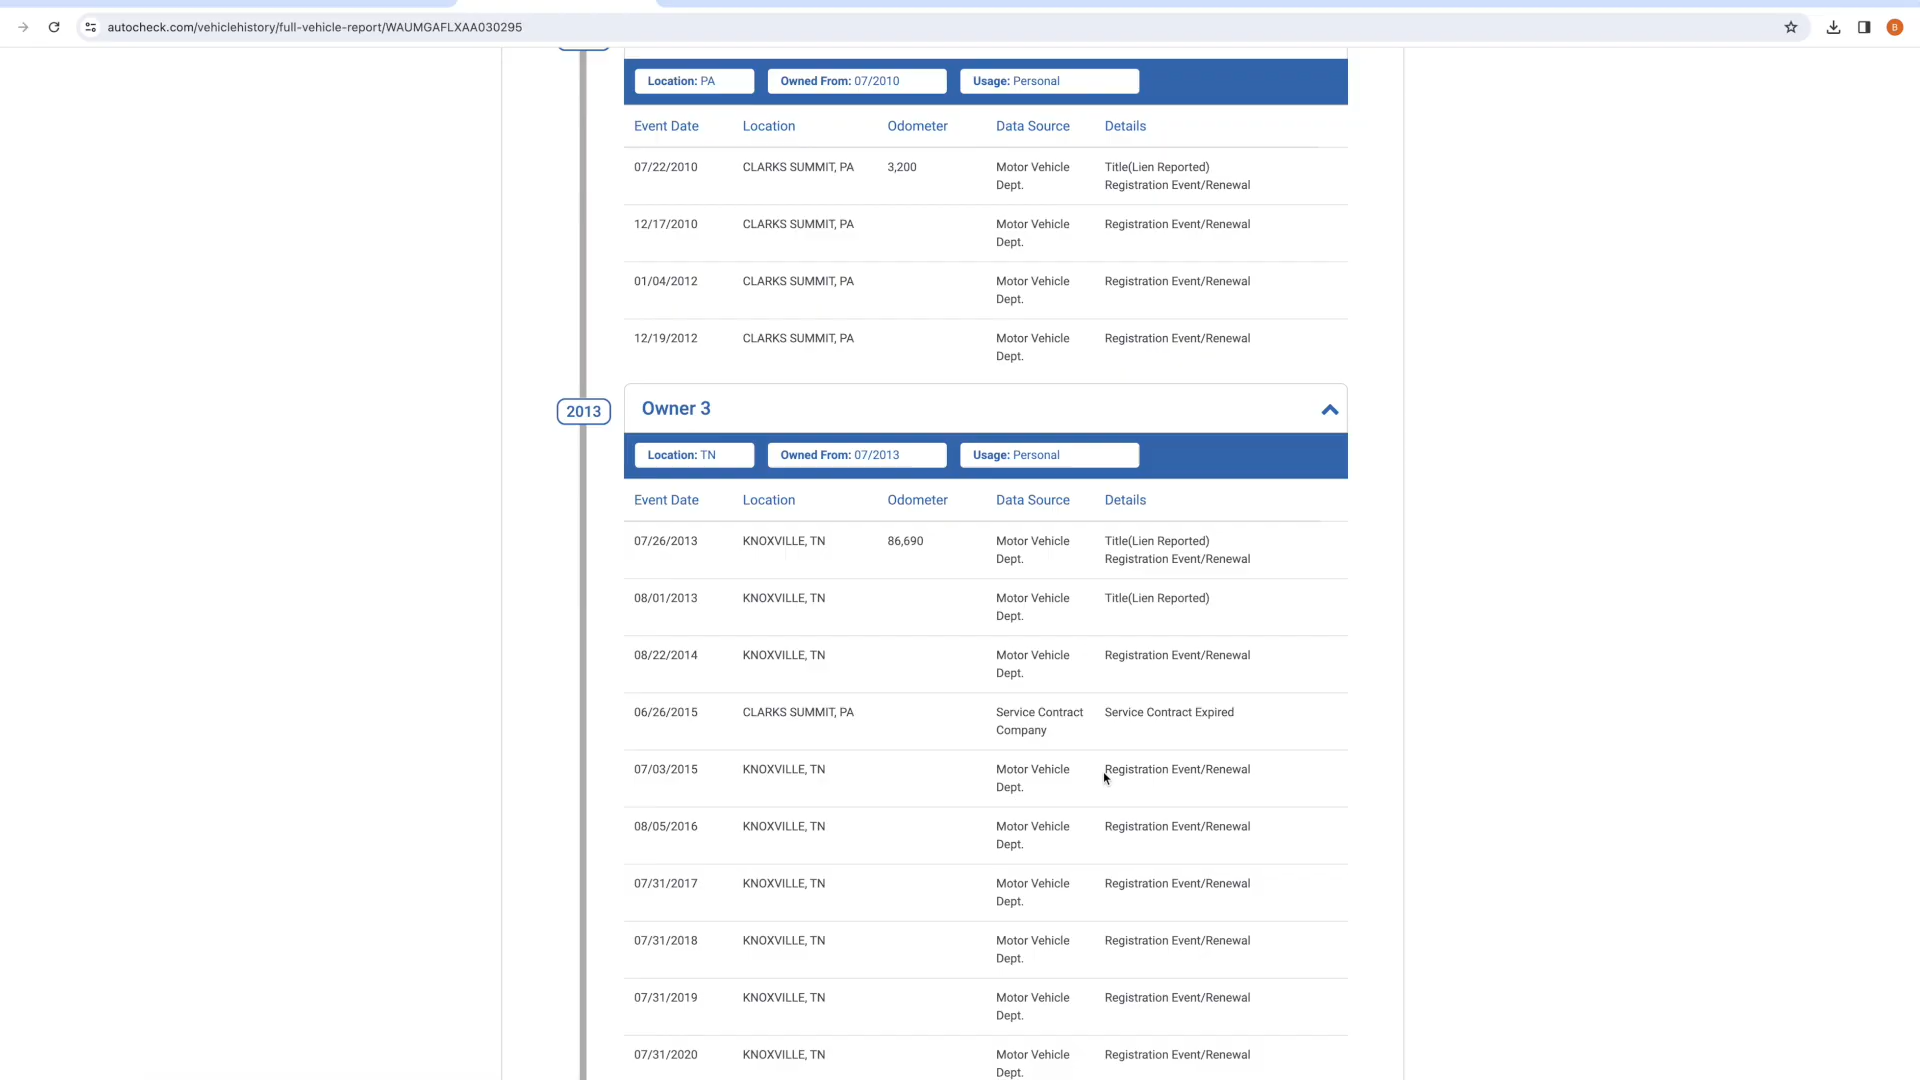 autocheck.com/vehiclehistory/full-vehicle-report/WAUMGAFLXAA030295
B
Location: PA Owned From: 07/2010 Usage: Personal
Event Date Location Odometer Data Source Details
07/22/2010 CLARKS SUMMIT, PA 3,200 Motor Vehicle Title(Lien Reported)
Dept. Registration Event/Renewal
12/17/2010 CLARKS SUMMIT, PA Motor Vehicle Registration Event/Renewal
Dept.
01/04/2012 CLARKS SUMMIT, PA Motor Vehicle Registration Event/Renewal
Dept.
12/19/2012 CLARKS SUMMIT, PA Motor Vehicle Registration Event/Renewal
Dept.
2013 Owner 3
Location: TN Owned From: 07/2013 Usage: Personal
Event Date Location Odometer Data Source Details
07/26/2013 KNOXVILLE, TN 86,690 Motor Vehicle Title(Lien Reported)
Dept. Registration Event/Renewal
08/01/2013 KNOXVILLE, TN Motor Vehicle Title(Lien Reported)
Dept.
08/22/2014 KNOXVILLE, TN Motor Vehicle Registration Event/Renewal
Dept.
06/26/2015 CLARKS SUMMIT, PA Service Contract Service Contract Expired
Company
07/03/2015 KNOXVILLE, TN Motor Vehicle Registration Event/Renewal
Dept.
08/05/2016 KNOXVILLE, TN Motor Vehicle Registration Event/Renewal
Dept.
07/31/2017 KNOXVILLE, TN Motor Vehicle Registration Event/Renewal
Dept.
07/31/2018 KNOXVILLE, TN Motor Vehicle Registration Event/Renewal
Dept.
07/31/2019 KNOXVILLE, TN Motor Vehicle Registration Event/Renewal
Dept.
07/31/2020 KNOXVILLE, TN Motor Vehicle Registration Event/Renewal
Dept.